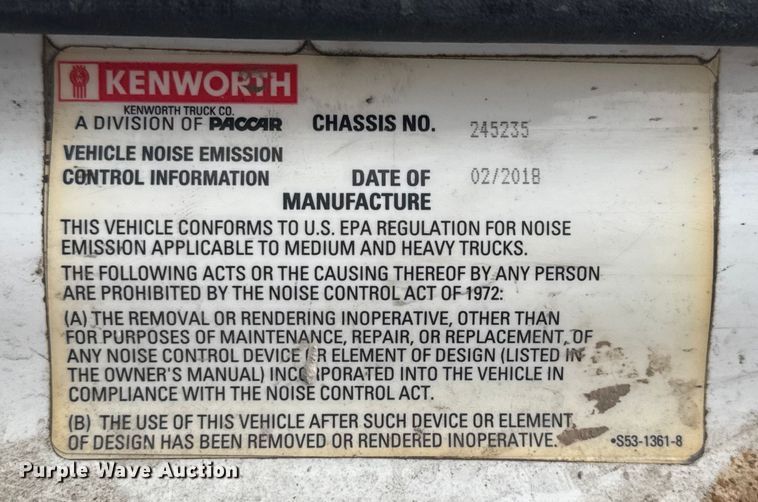 KENWORTH
KENWORTH TRUCK CO.
A DIVISION OF PACCAR
CHASSIS NO. 245235
VEHICLE NOISE EMISSION
CONTROL INFORMATION
DATE OF MANUFACTURE 02/2018
THIS VEHICLE CONFORMS TO U.S. EPA REGULATION FOR NOISE
EMISSION APPLICABLE TO MEDIUM AND HEAVY TRUCKS.
THE FOLLOWING ACTS OR THE CAUSING THEREOF BY ANY PERSON
ARE PROHIBITED BY THE NOISE CONTROL ACT OF 1972:
(A) THE REMOVAL OR RENDERING INOPERATIVE, OTHER THAN
FOR PURPOSES OF MAINTENANCE, REPAIR, OR REPLACEMENT, OF
ANY NOISE CONTROL DEVICE OR ELEMENT OF DESIGN (LISTED IN
THE OWNER'S MANUAL) INCORPORATED INTO THE VEHICLE IN
COMPLIANCE WITH THE NOISE CONTROL ACT.
(B) THE USE OF THIS VEHICLE AFTER SUCH DEVICE OR ELEMENT
OF DESIGN HAS BEEN REMOVED OR RENDERED INOPERATIVE.
•S53-1361-8
Purple Wave Auction